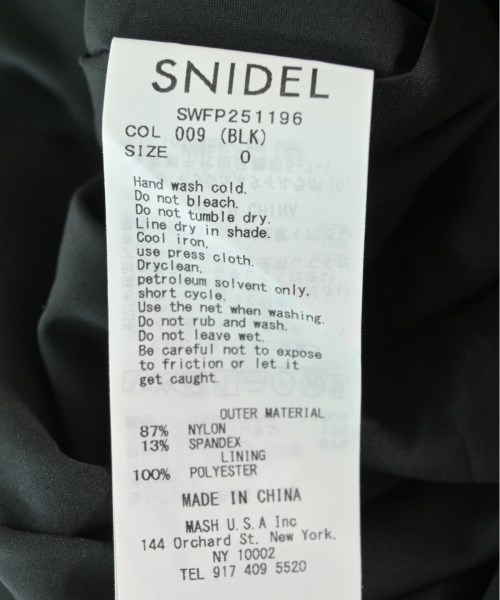 SNIDEL
SWFP251196
COL 009 (BLK)
SIZE 0
Hand wash cold.
Do not bleach.
Do not tumble dry.
Line dry in shade.
Cool iron,
use press cloth.
Dryclean,
petroleum solvent only.
short cycle.
Use the net when washing.
Do not rub and wash.
Do not leave wet.
Be careful not to expose
to friction or let it
get caught.
OUTER MATERIAL
87% NYLON
13% SPANDEX
LINING
100% POLYESTER
MADE IN CHINA
MASH U.S.A Inc
144 Orchard St. New York.
NY 10002
TEL 917 409 5520